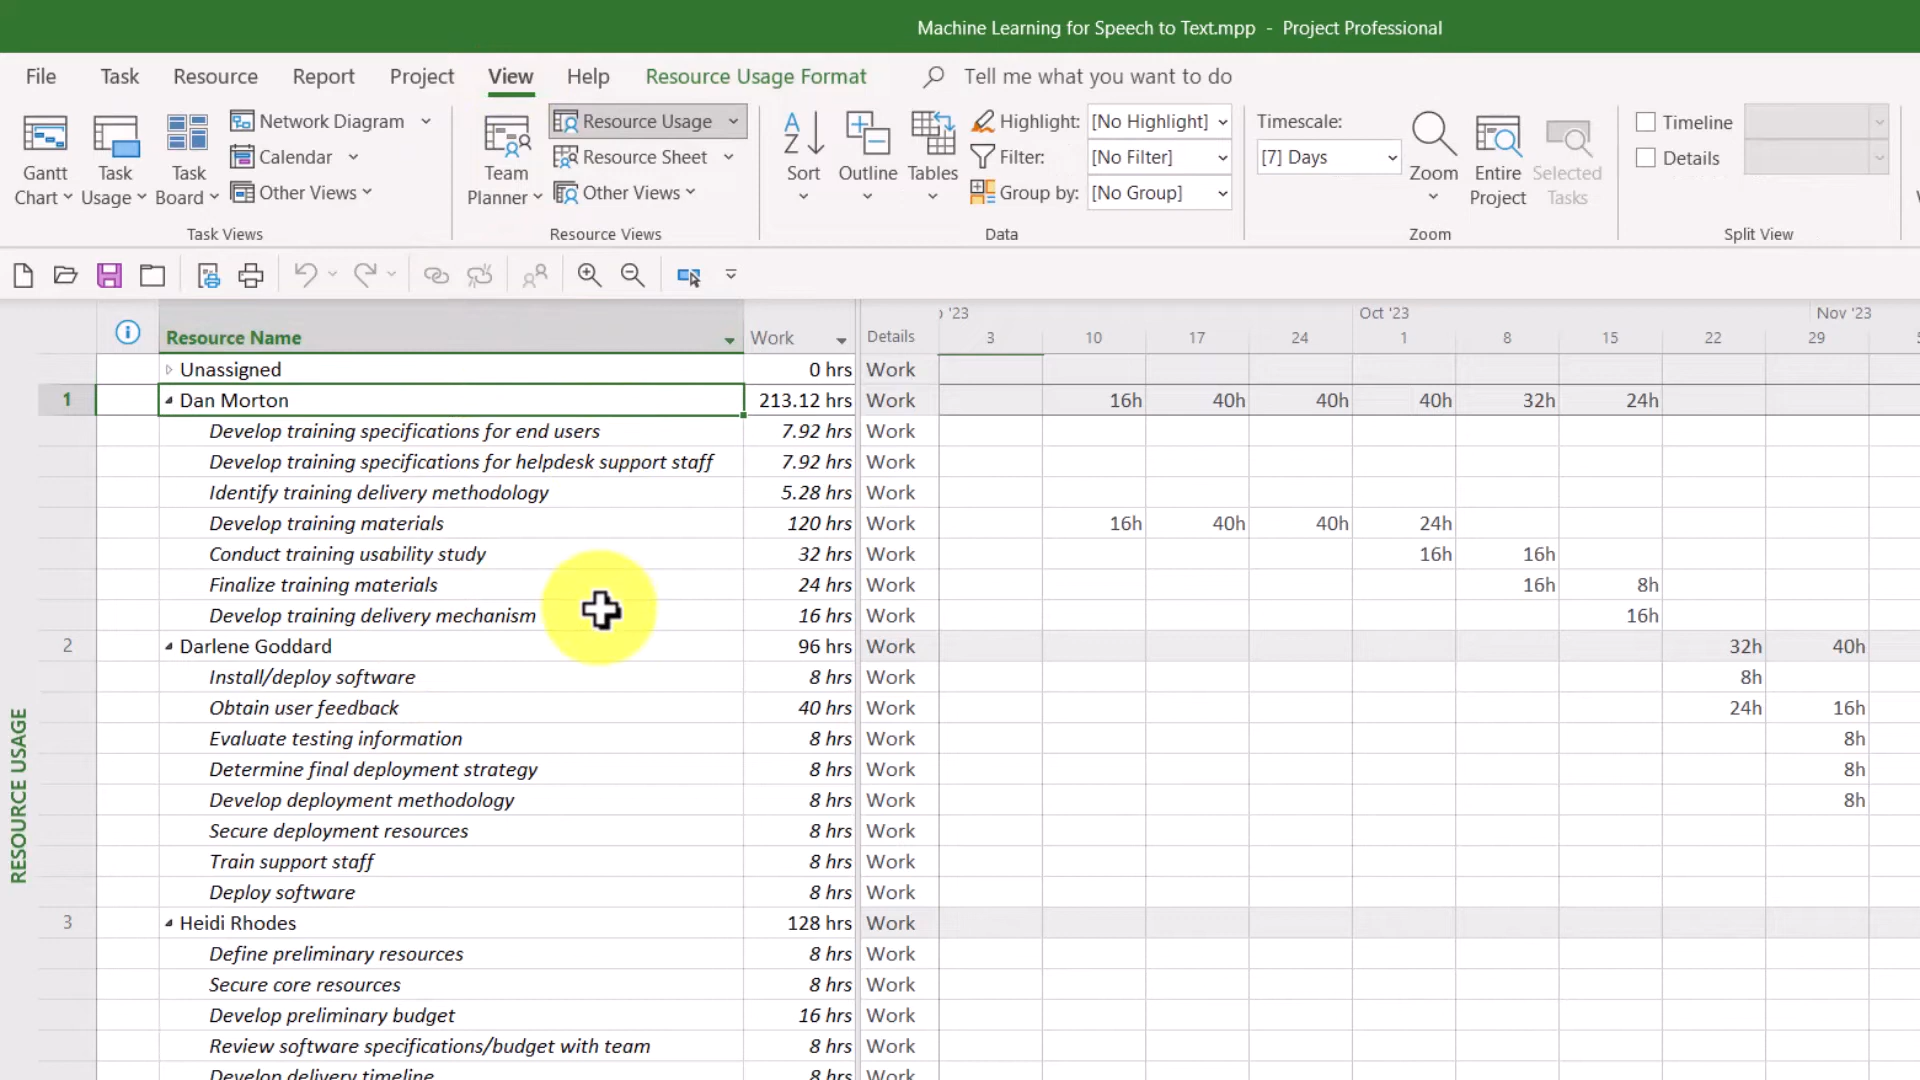 Machine Learning for Speech to Text.mpp - Project Professional
File Task Resource Report Project View Help Resource Usage Format Tell me what you want to do
Gantt Chart
Task Usage
Task Board
Network Diagram
Calendar
Other Views
Task Views
Team Planner
Resource Usage
Resource Sheet
Other Views
Resource Views
Sort
Outline
Tables
Highlight: [No Highlight]
Filter: [No Filter]
Group by: [No Group]
Data
Timescale:
[7] Days
Zoom
Entire Project
Selected Tasks
Zoom
Timeline
Details
Split View
'23 Oct '23 Nov '23
Resource Name Work Details 3 10 17 24 1 8 15 22 29
Unassigned 0 hrs Work
1 Dan Morton 213.12 hrs Work 16h 40h 40h 40h 32h 24h
Develop training specifications for end users 7.92 hrs Work
Develop training specifications for helpdesk support staff 7.92 hrs Work
Identify training delivery methodology 5.28 hrs Work
Develop training materials 120 hrs Work 16h 40h 40h 24h
Conduct training usability study 32 hrs Work 16h 16h
Finalize training materials 24 hrs Work 16h 8h
Develop training delivery mechanism 16 hrs Work 16h
2 Darlene Goddard 96 hrs Work 32h 40h
Install/deploy software 8 hrs Work 8h
Obtain user feedback 40 hrs Work 24h 16h
Evaluate testing information 8 hrs Work 8h
Determine final deployment strategy 8 hrs Work 8h
Develop deployment methodology 8 hrs Work 8h
Secure deployment resources 8 hrs Work
Train support staff 8 hrs Work
Deploy software 8 hrs Work
3 Heidi Rhodes 128 hrs Work
Define preliminary resources 8 hrs Work
Secure core resources 8 hrs Work
Develop preliminary budget 16 hrs Work
Review software specifications/budget with team 8 hrs Work
Develop delivery timeline 8 hrs Work
RESOURCE USAGE